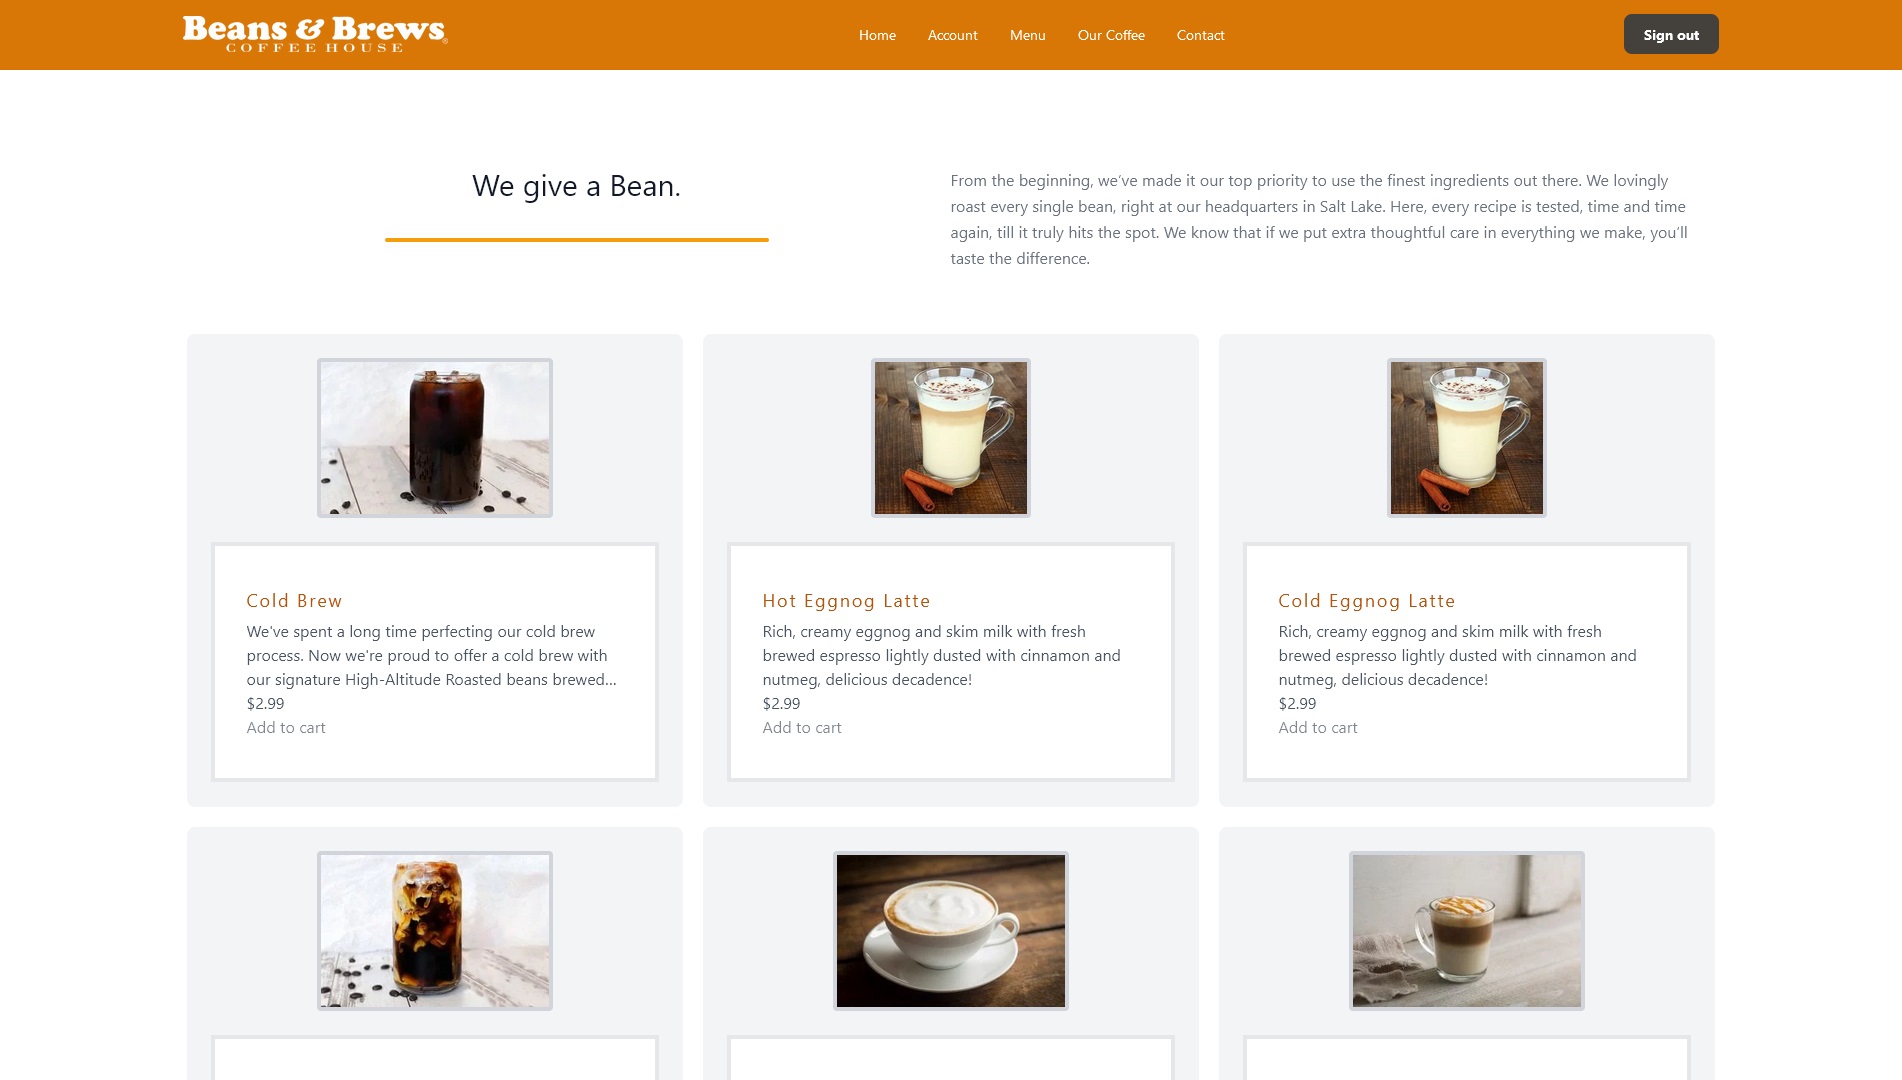 Beans & Brews
COFFEE HOUSE
Home
Account
Menu
Our Coffee
Contact
Sign out
We give a Bean.
From the beginning, we’ve made it our top priority to use the finest ingredients out there. We lovingly
roast every single bean, right at our headquarters in Salt Lake. Here, every recipe is tested, time and time
again, till it truly hits the spot. We know that if we put extra thoughtful care in everything we make, you’ll
taste the difference.
Cold Brew
We've spent a long time perfecting our cold brew
process. Now we're proud to offer a cold brew with
our signature High-Altitude Roasted beans brewed...
$2.99
Add to cart
Hot Eggnog Latte
Rich, creamy eggnog and skim milk with fresh
brewed espresso lightly dusted with cinnamon and
nutmeg, delicious decadence!
$2.99
Add to cart
Cold Eggnog Latte
Rich, creamy eggnog and skim milk with fresh
brewed espresso lightly dusted with cinnamon and
nutmeg, delicious decadence!
$2.99
Add to cart